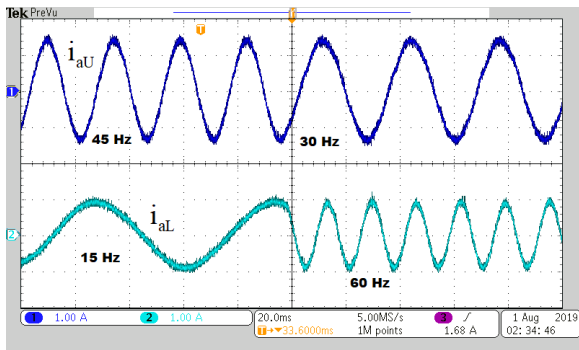 Tek PreVu
T
T
iaU
1
45 Hz
30 Hz
iaL
2
15 Hz
60 Hz
1 1.00 A 2 1.00 A 20.0ms 5.00MS/s 3 1 Aug 2019
T→▼33.6000ms 1M points 1.68 A 02:34:46